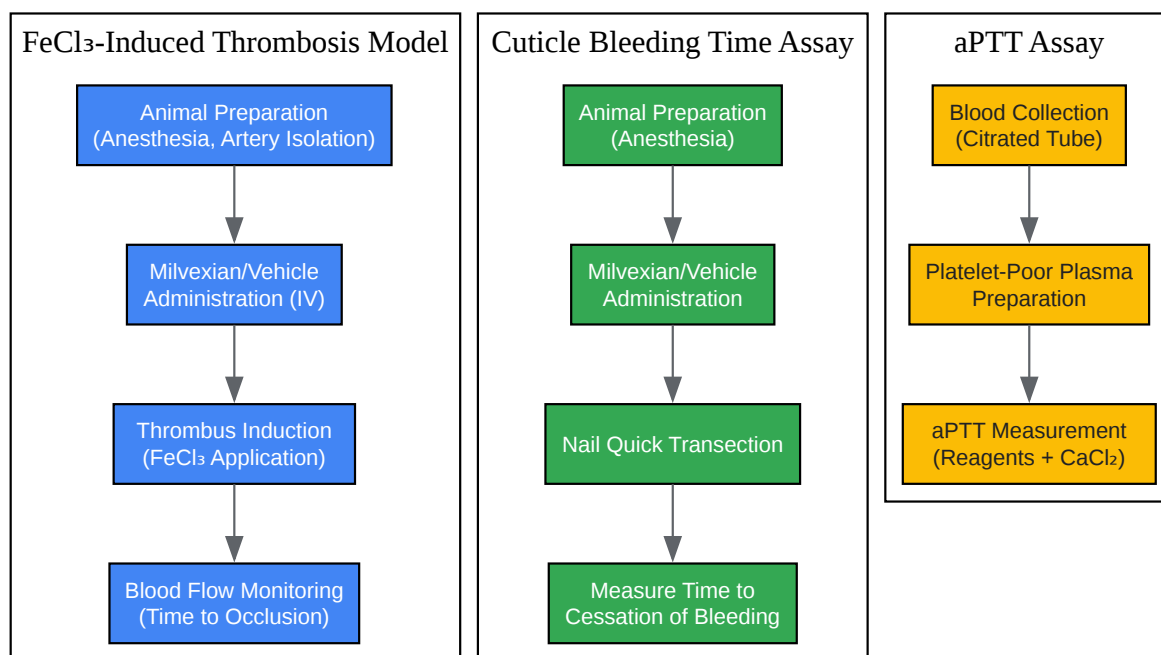 FeCl₃-Induced Thrombosis Model
Animal Preparation
(Anesthesia, Artery Isolation)
Milvexian/Vehicle
Administration (IV)
Thrombus Induction
(FeCl₃ Application)
Blood Flow Monitoring
(Time to Occlusion)
Cuticle Bleeding Time Assay
Animal Preparation
(Anesthesia)
Milvexian/Vehicle
Administration
Nail Quick Transection
Measure Time to
Cessation of Bleeding
aPTT Assay
Blood Collection
(Citrated Tube)
Platelet-Poor Plasma
Preparation
aPTT Measurement
(Reagents + CaCl₂)